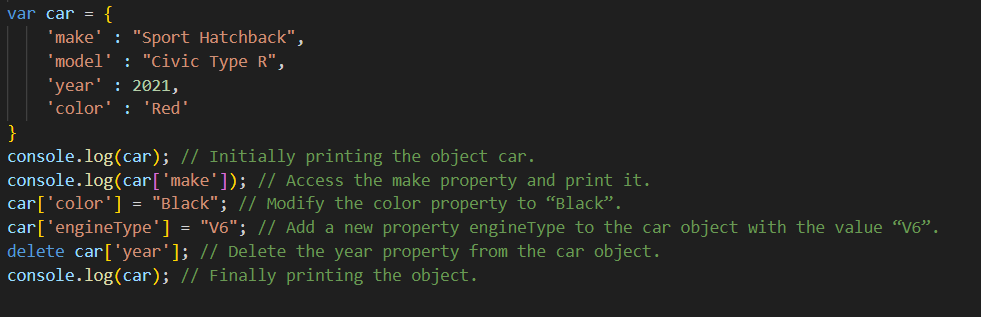 var car = {
    'make' : "Sport Hatchback",
    'model' : "Civic Type R",
    'year' : 2021,
    'color' : 'Red'
}
console.log(car); // Initially printing the object car.
console.log(car['make']); // Access the make property and print it.
car['color'] = "Black"; // Modify the color property to “Black”.
car['engineType'] = "V6"; // Add a new property engineType to the car object with the value “V6”.
delete car['year']; // Delete the year property from the car object.
console.log(car); // Finally printing the object.